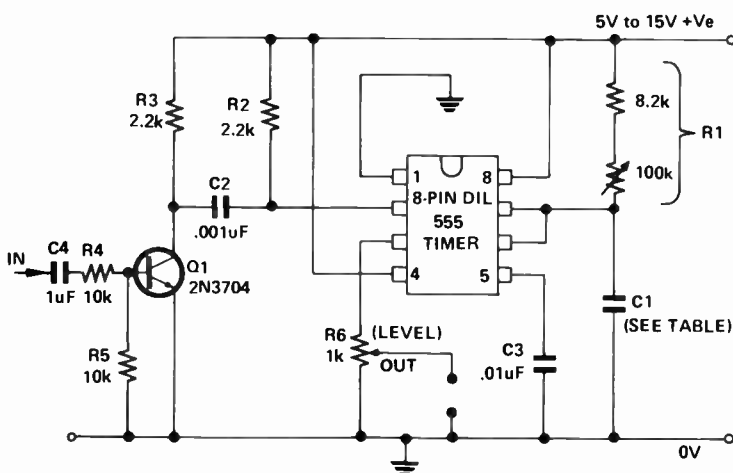 5V to 15V +Ve
R3
2.2k
R2
2.2k
8.2k
R1
100k
1
8
8-PIN DIL
555
TIMER
4
5
C2
.001uF
IN
C4
1uF
R4
10k
Q1
2N3704
R5
10k
R6
1k
(LEVEL)
OUT
C3
.01uF
C1
(SEE TABLE)
0V